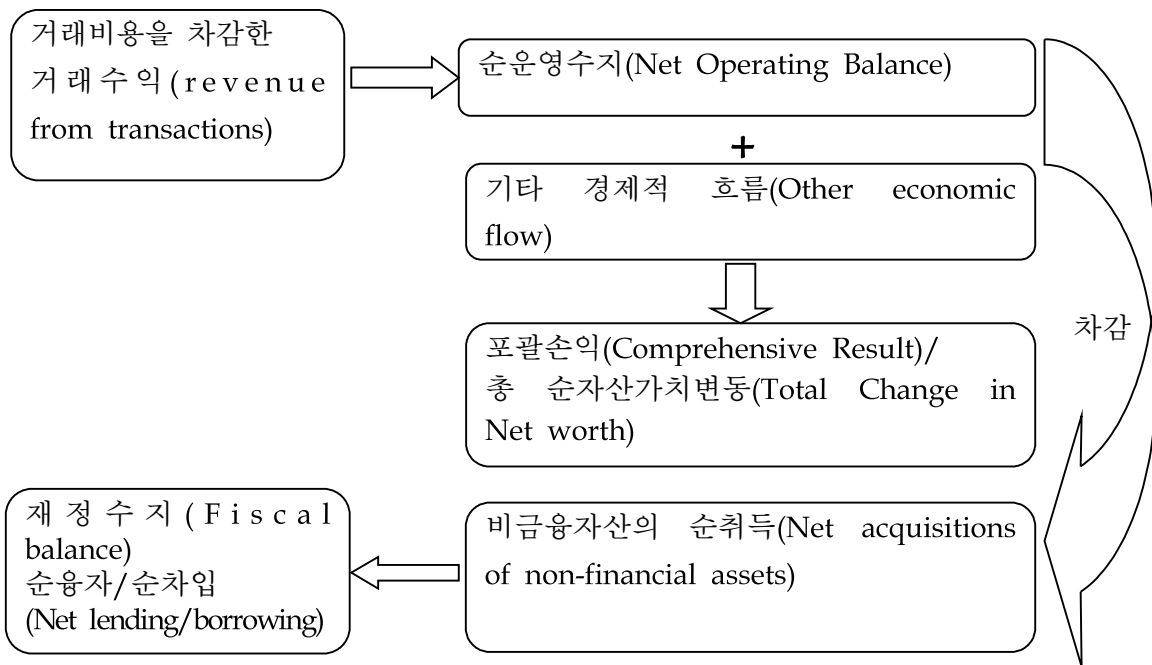 거래비용을 차감한
거래수익(revenue
from transactions)
순운영수지(Net Operating Balance)
+
기타 경제적 흐름(Other economic
flow)
포괄손익(Comprehensive Result)/
총 순자산가치변동(Total Change in
Net worth)
차감
재정수지(Fiscal
balance)
순융자/순차입
(Net lending/borrowing)
비금융자산의 순취득(Net acquisitions
of non-financial assets)